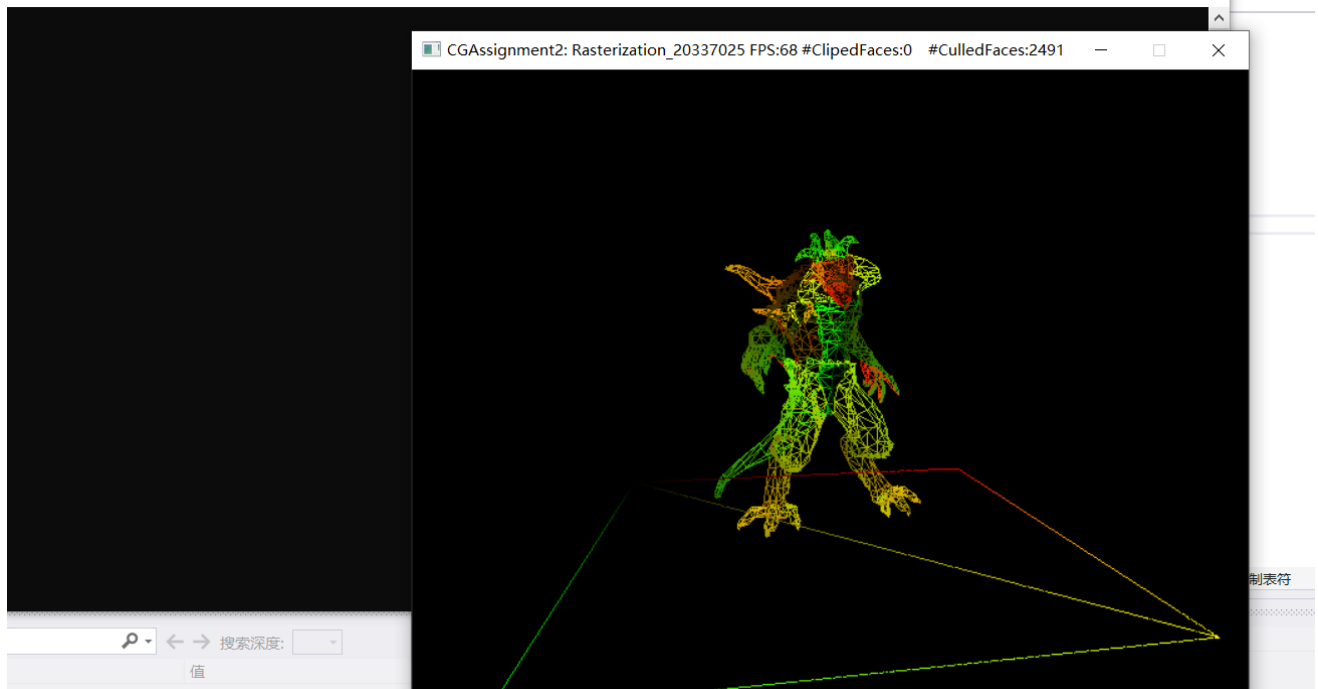 CGAssignment2: Rasterization_20337025 FPS:68 #ClipedFaces:0 #CulledFaces:2491
制表符
搜索深度:
值